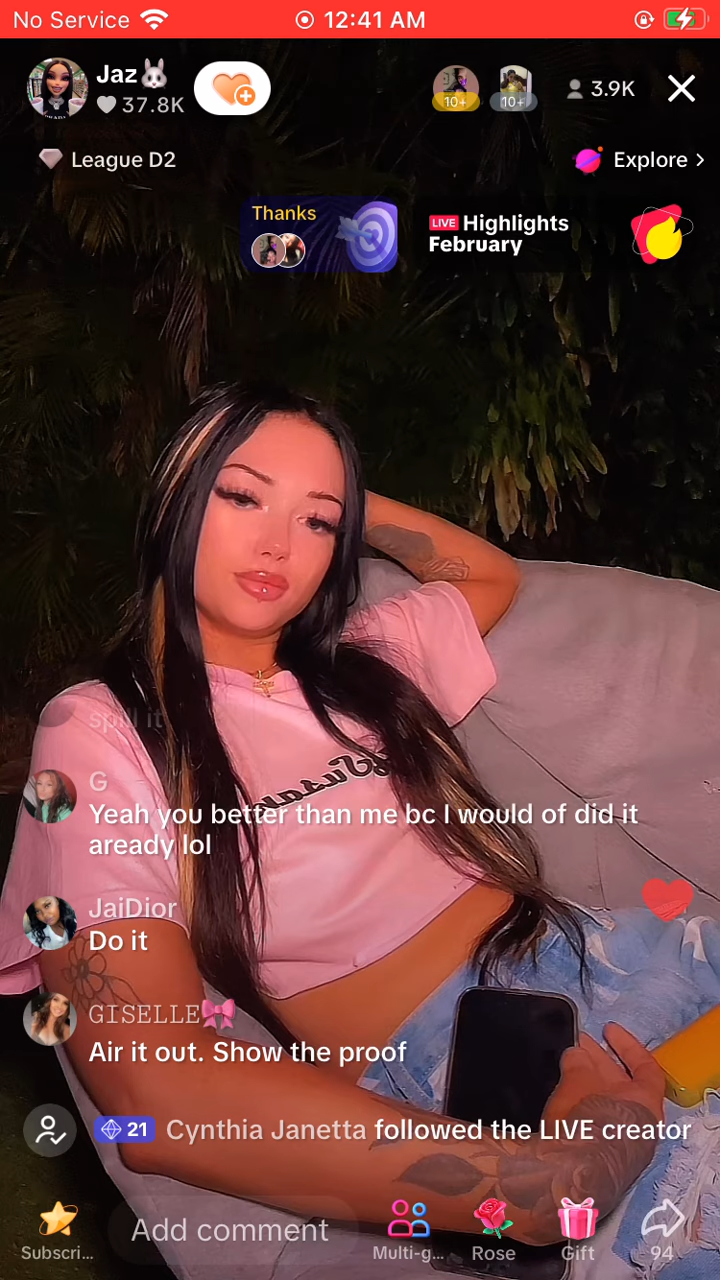 No Service
12:41 AM
Jaz🐰
37.8K
10+
10+
3.9K
League D2
Explore >
Thanks
LIVE Highlights
February
spill it
G
Yeah you better than me bc I would of did it
aready lol
JaiDior
Do it
GISELLE🎀
Air it out. Show the proof
21 Cynthia Janetta followed the LIVE creator
Add comment
Subscri...
Multi-g...
Rose
Gift
94